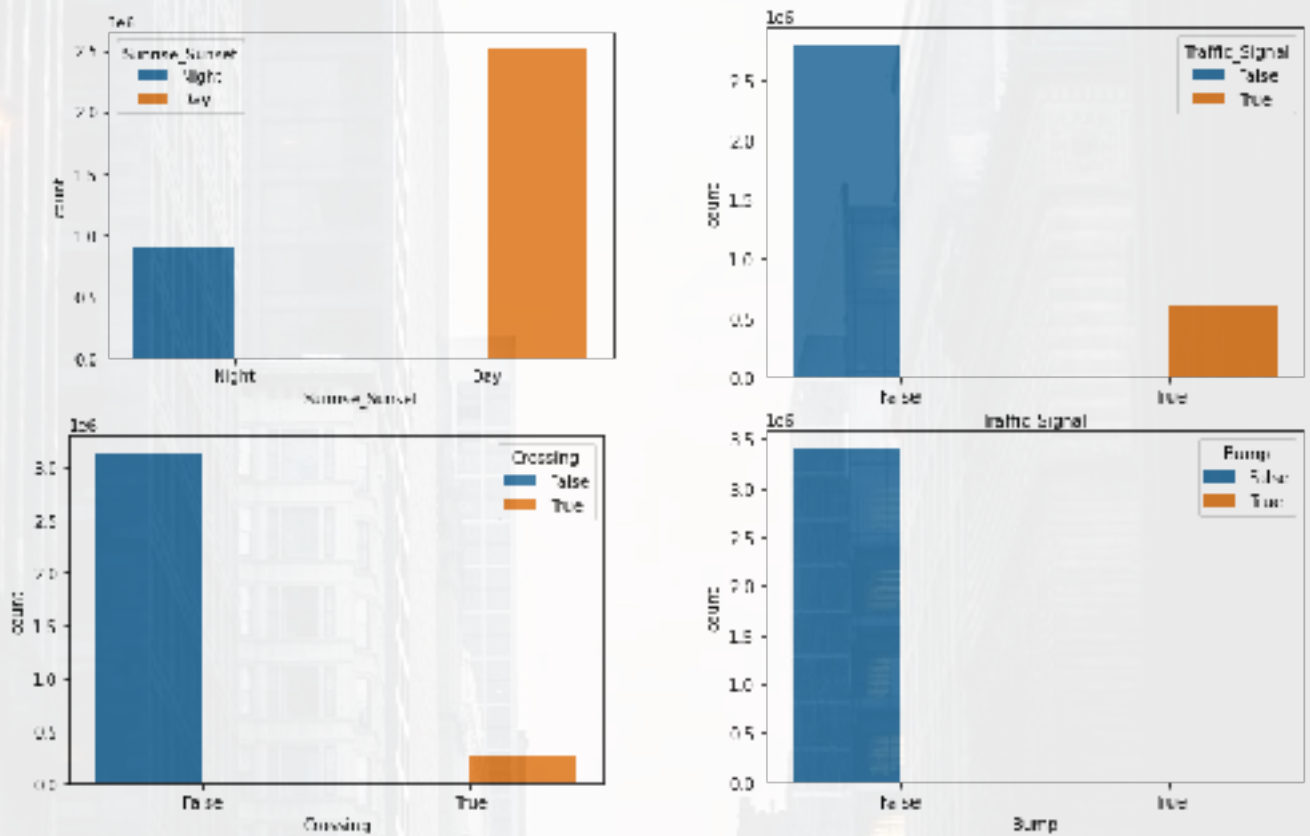 1e6
Sunrise_Sunset
Night
Day
2.5
2.0
1.5
1.0
0.5
0.0
count
Night
Day
Sunrise_Sunset
1e6
Traffic_Signal
False
True
2.5
2.0
1.5
1.0
0.5
0.0
count
False
True
Traffic_Signal
1e6
Crossing
False
True
3.0
2.5
2.0
1.5
1.0
0.5
0.0
count
False
True
Crossing
1e6
Bump
False
True
3.5
3.0
2.5
2.0
1.5
1.0
0.5
0.0
count
False
True
Bump